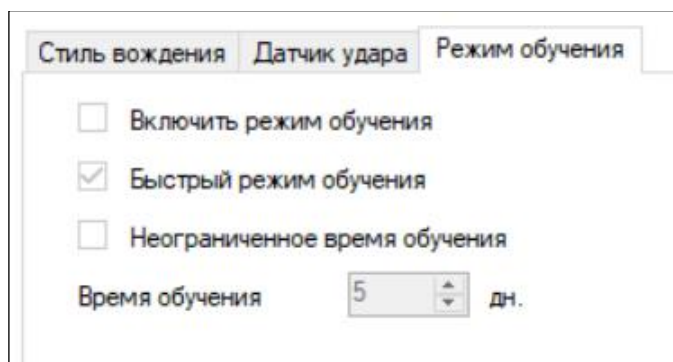 Стиль вождения Датчик удара Режим обучения
Включить режим обучения
Быстрый режим обучения
Неограниченное время обучения
Время обучения 5 дн.